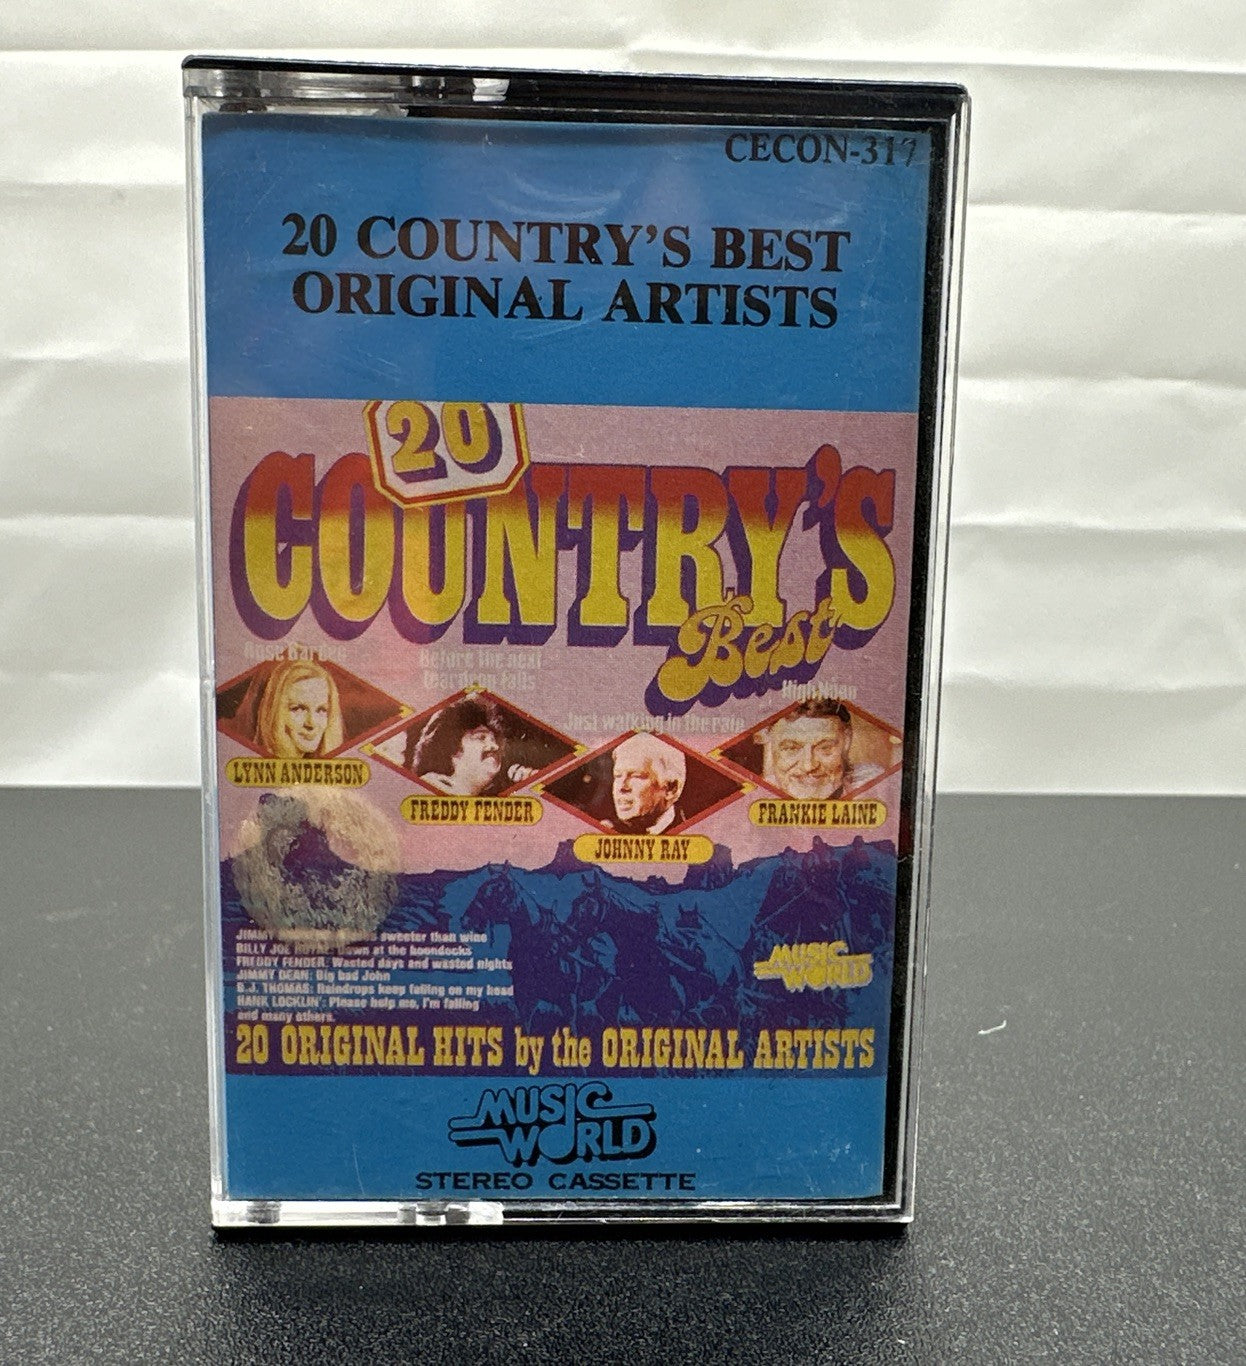 CECON-317
20 COUNTRY'S BEST
ORIGINAL ARTISTS
20
COUNTRY'S
Best
Rose Garden
Before the next
teardrop falls
Just walking in the rain
High Noon
LYNN ANDERSON
FREDDY FENDER
JOHNNY RAY
FRANKIE LAINE
JIMMY sweeter than wine
BILLY JOE ROYAL: Down at the boondocks
FREDDY FENDER: Wasted days and wasted nights
JIMMY DEAN: Big bad John
B.J. THOMAS: Raindrops keep falling on my head
HANK LOCKLIN': Please help me, I'm falling
and many others.
MUSIC
WORLD
20 ORIGINAL HITS by the ORIGINAL ARTISTS
MUSIC
WORLD
STEREO CASSETTE